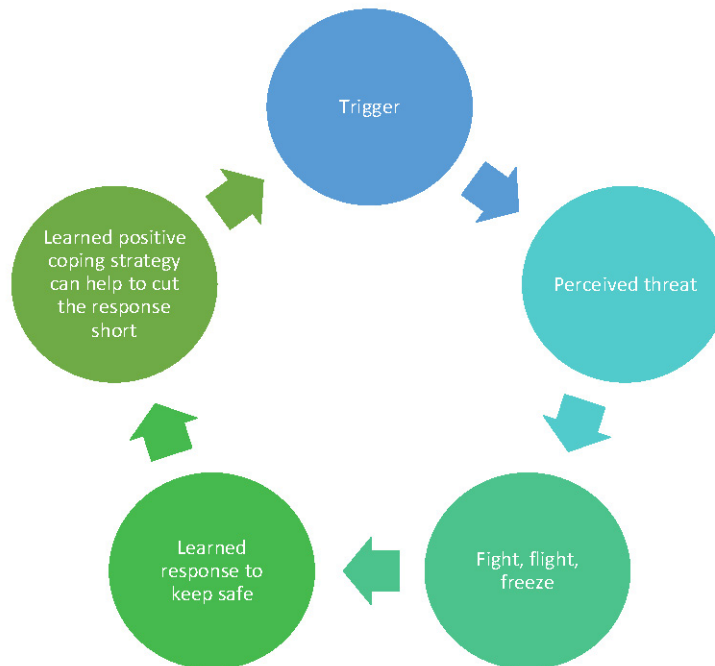 Trigger
Perceived threat
Fight, flight,
freeze
Learned
response to
keep safe
Learned positive
coping strategy
can help to cut
the response
short